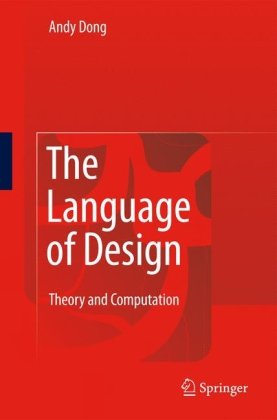 Andy Dong
The
Language
of Design
Theory and Computation
Springer